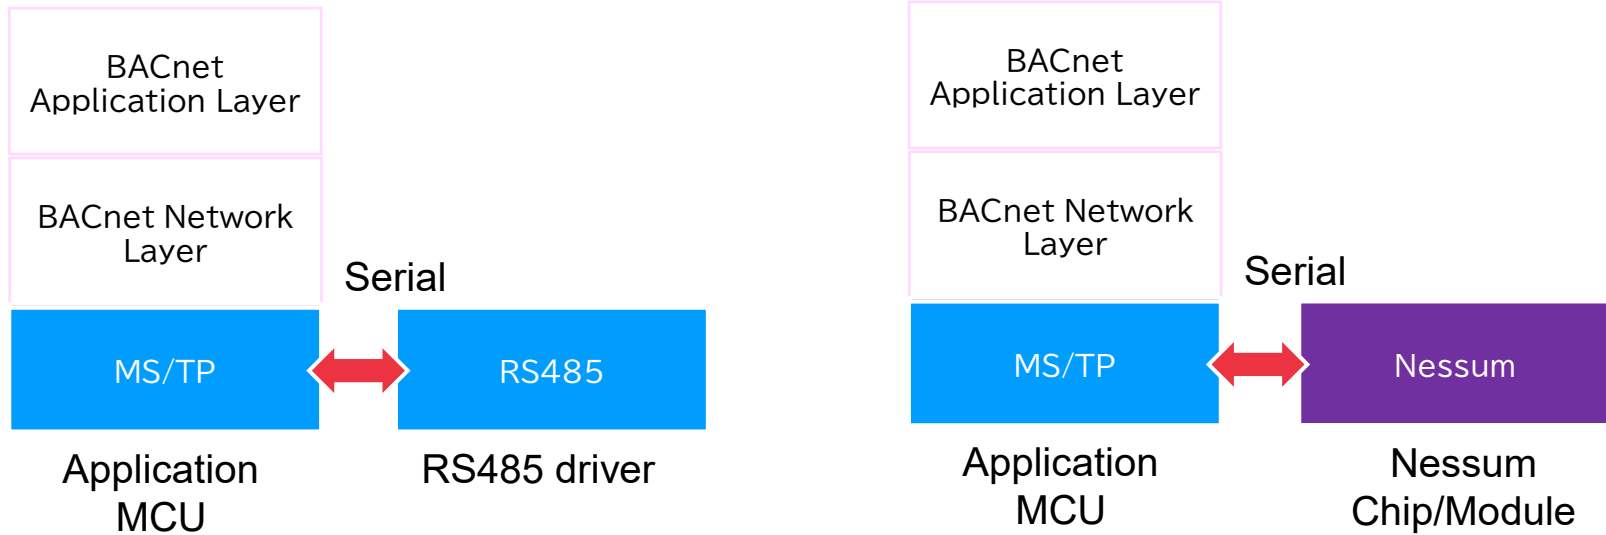 BACnet
Application Layer
BACnet Network
Layer
Serial
MS/TP
RS485
Application
MCU
RS485 driver
BACnet
Application Layer
BACnet Network
Layer
Serial
MS/TP
Nessum
Application
MCU
Nessum
Chip/Module